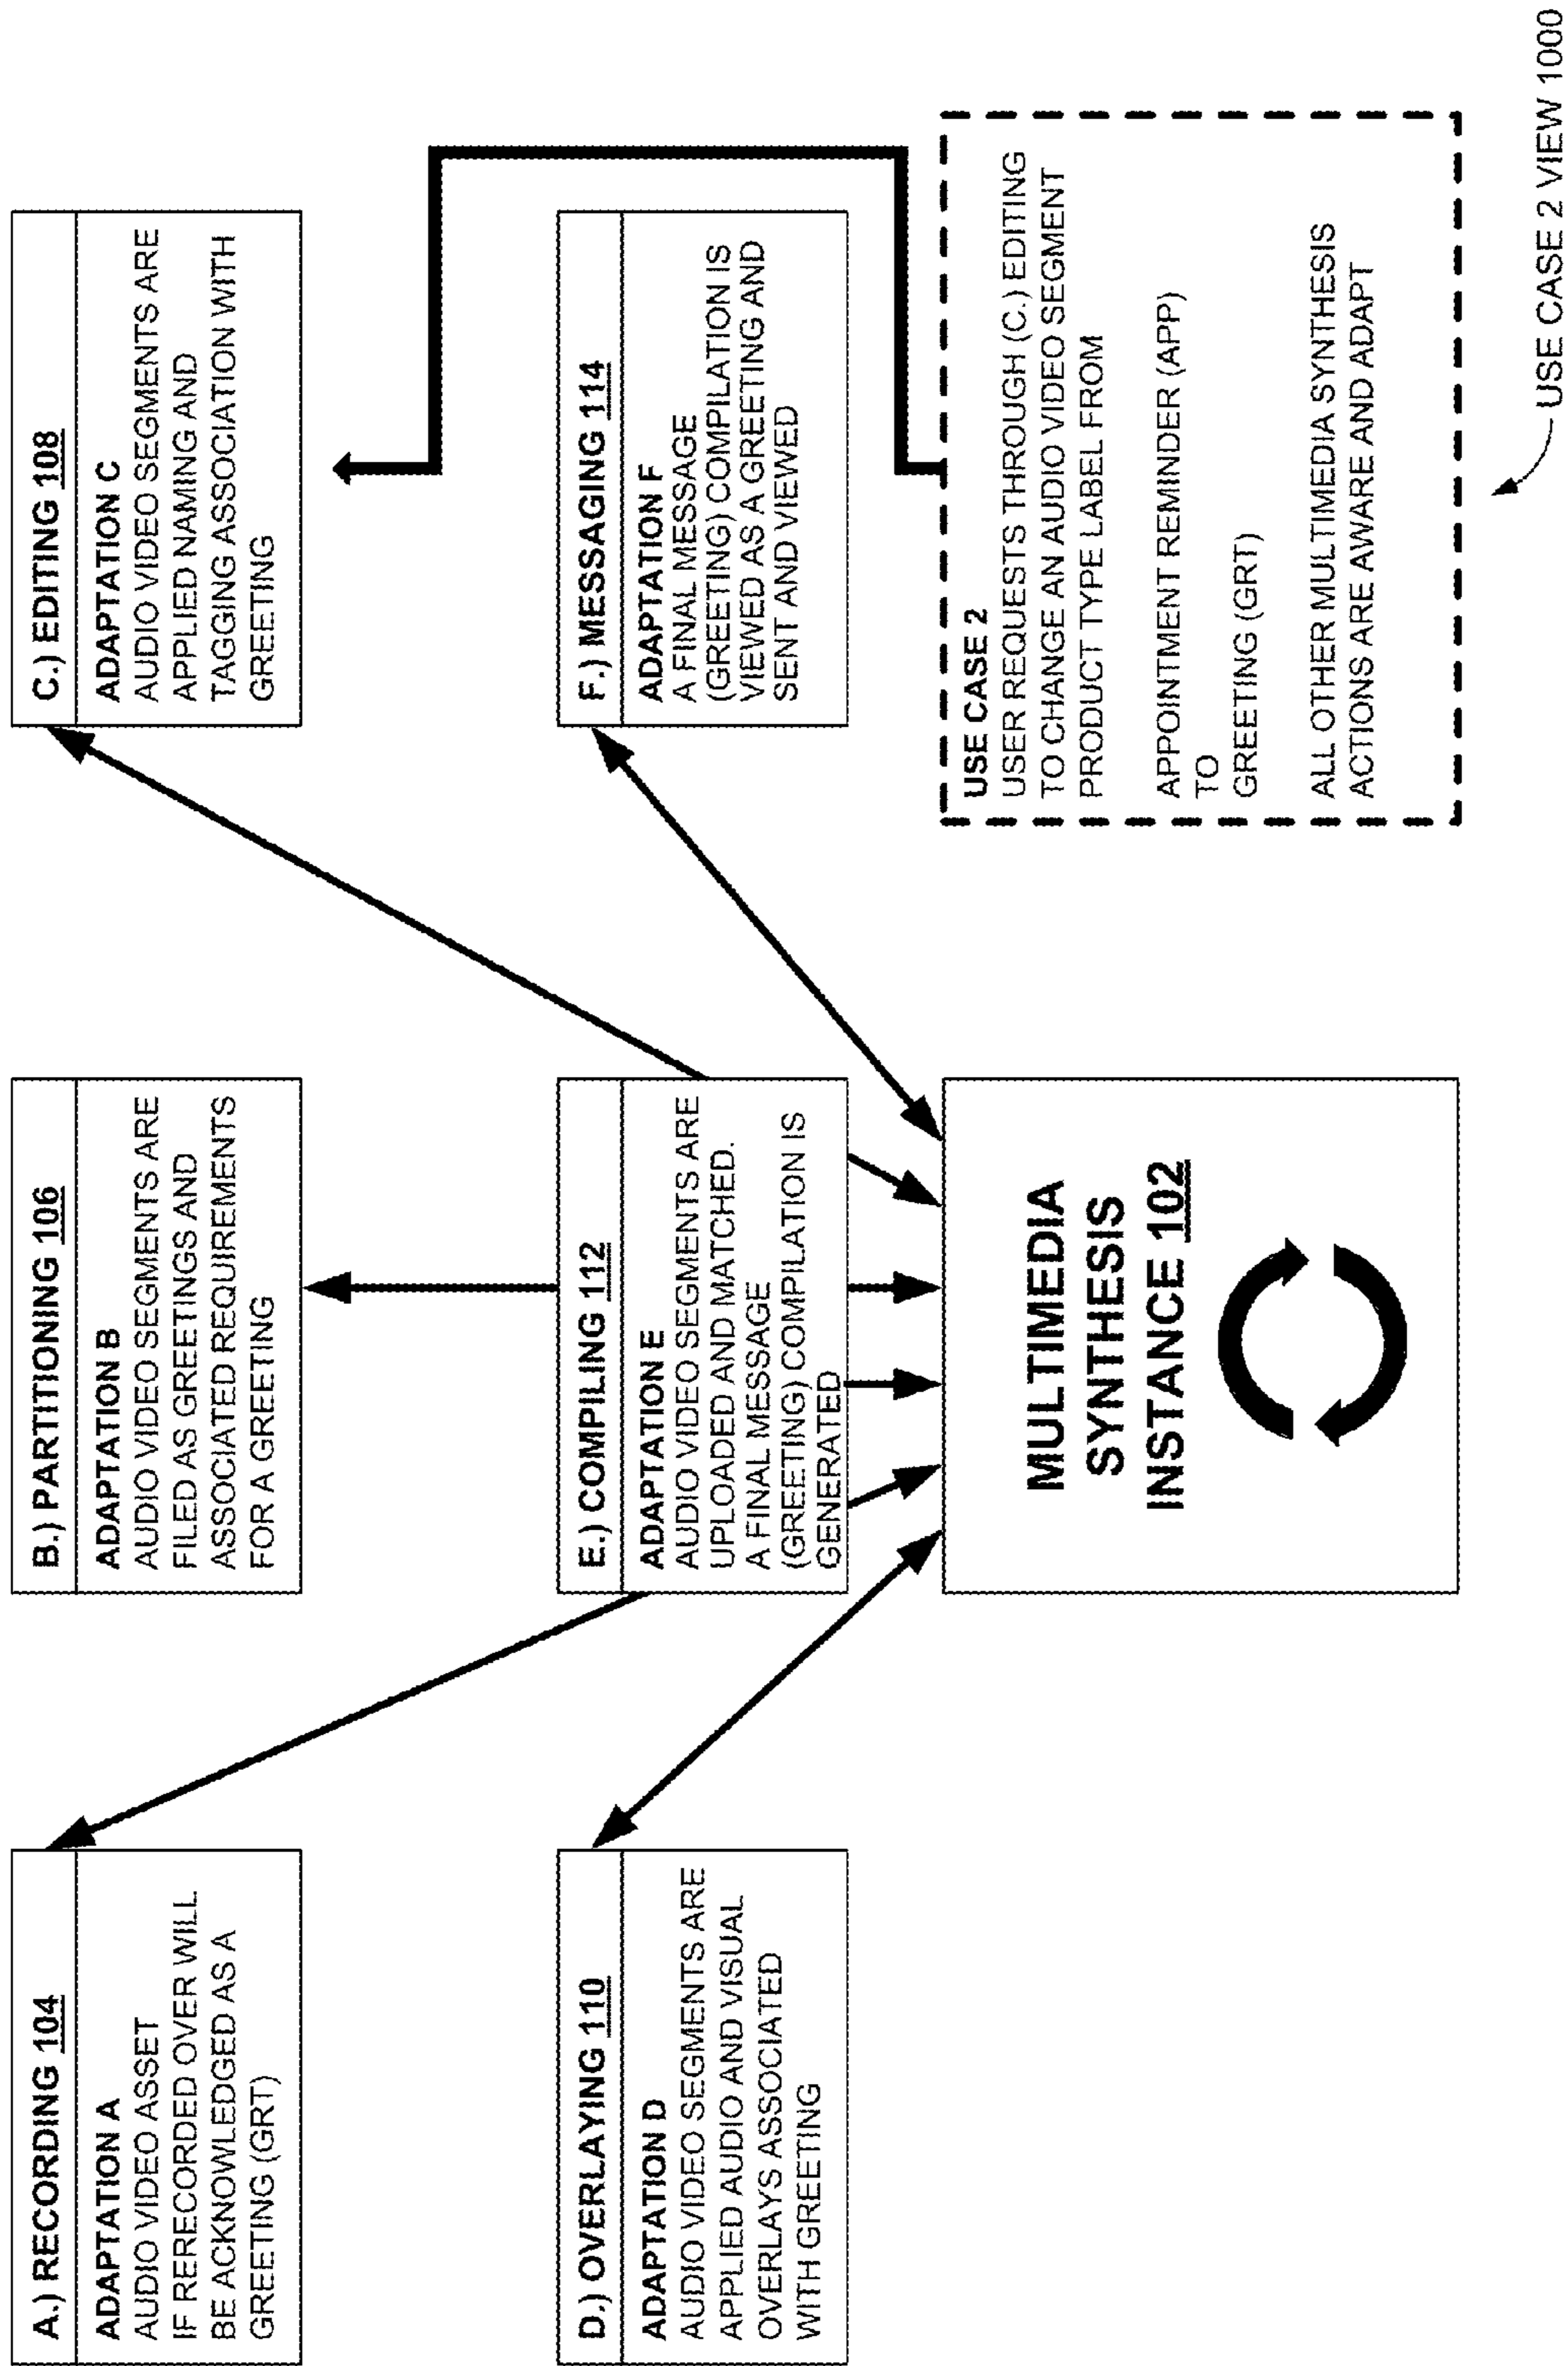 A.) RECORDING 104
ADAPTATION A
AUDIO VIDEO ASSET
IF RERECORDED OVER WILL
BE ACKNOWLEDGED AS A
GREETING (GRT)
B.) PARTITIONING 106
ADAPTATION B
AUDIO VIDEO SEGMENTS ARE
FILED AS GREETINGS AND
ASSOCIATED REQUIREMENTS
FOR A GREETING
C.) EDITING 108
ADAPTATION C
AUDIO VIDEO SEGMENTS ARE
APPLIED NAMING AND
TAGGING ASSOCIATION WITH
GREETING
D.) OVERLAYING 110
ADAPTATION D
AUDIO VIDEO SEGMENTS ARE
APPLIED AUDIO AND VISUAL
OVERLAYS ASSOCIATED
WITH GREETING
E.) COMPILING 112
ADAPTATION E
AUDIO VIDEO SEGMENTS ARE
UPLOADED AND MATCHED.
A FINAL MESSAGE
(GREETING) COMPILATION IS
GENERATED
F.) MESSAGING 114
ADAPTATION F
A FINAL MESSAGE
(GREETING) COMPILATION IS
VIEWED AS A GREETING AND
SENT AND VIEWED
MULTIMEDIA
SYNTHESIS
INSTANCE 102
USE CASE 2
USER REQUESTS THROUGH (C.) EDITING
TO CHANGE AN AUDIO VIDEO SEGMENT
PRODUCT TYPE LABEL FROM
APPOINTMENT REMINDER (APP)
TO
GREETING (GRT)
ALL OTHER MULTIMEDIA SYNTHESIS
ACTIONS ARE AWARE AND ADAPT
USE CASE 2 VIEW 1000